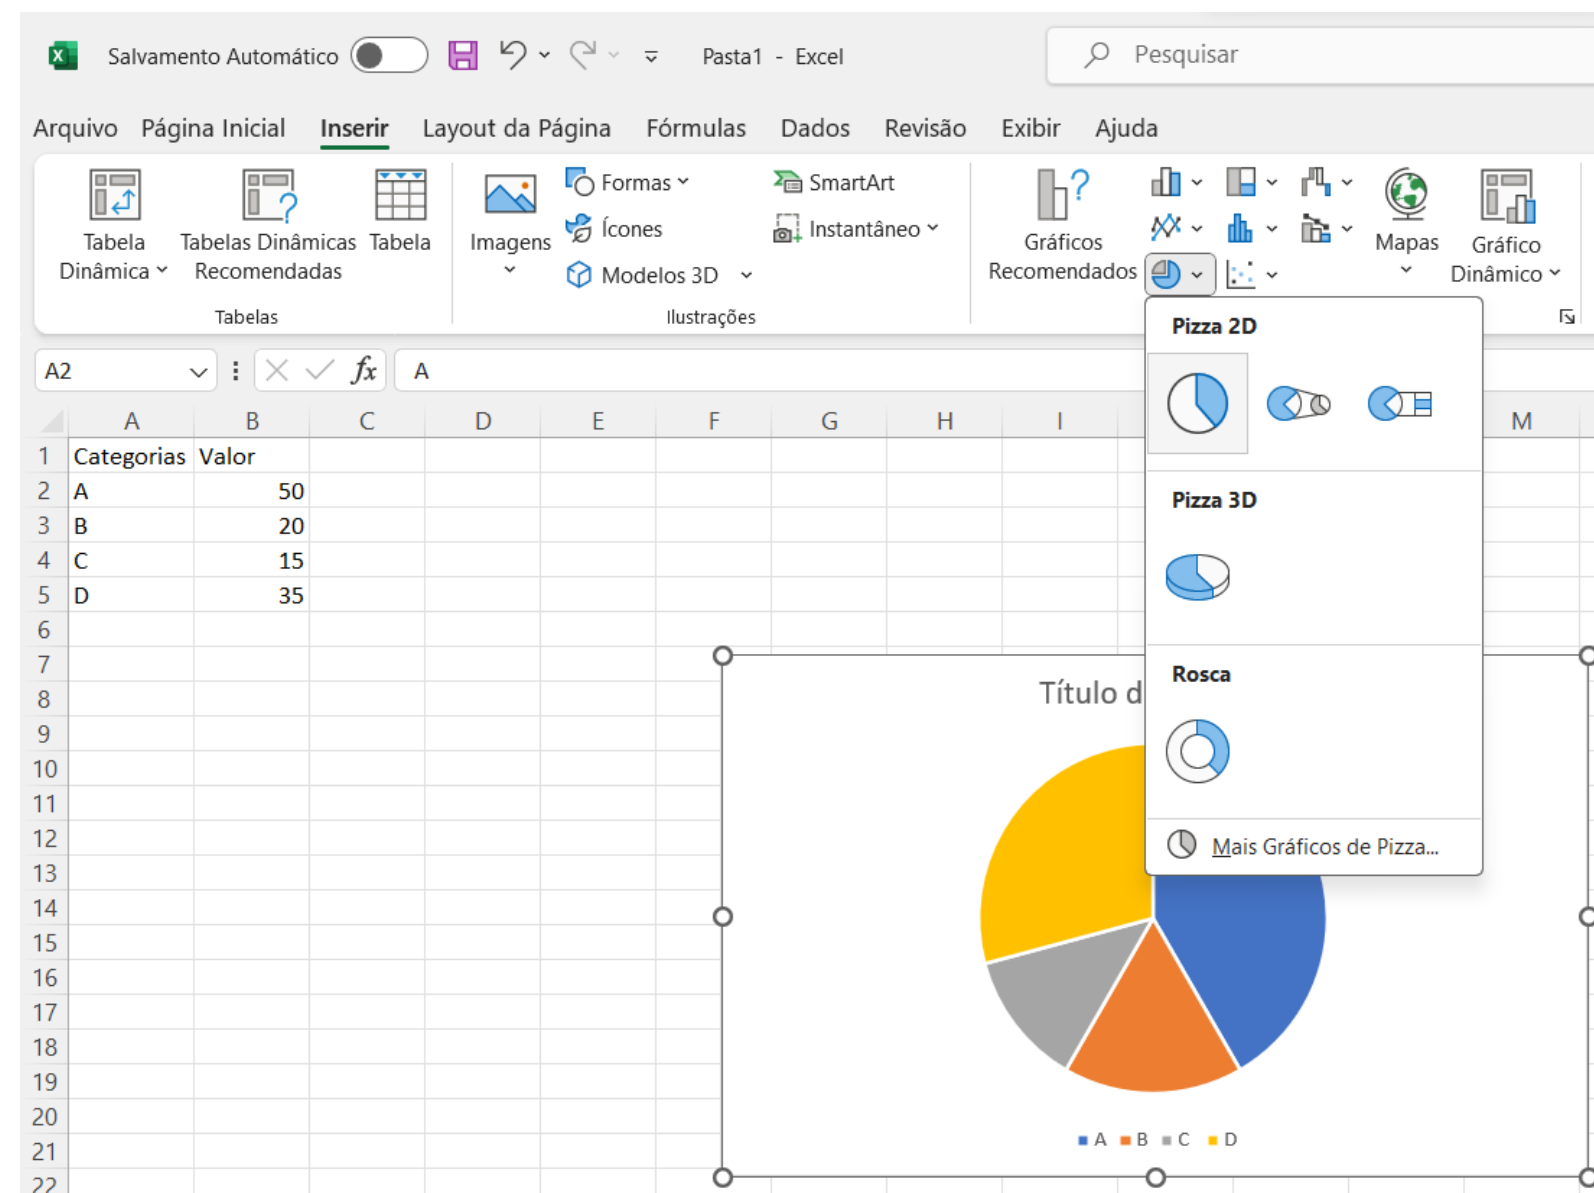 Salvamento Automático Pasta1 - Excel Pesquisar
Arquivo Página Inicial Inserir Layout da Página Fórmulas Dados Revisão Exibir Ajuda
Tabela Dinâmica
Tabelas Dinâmicas Recomendadas
Tabela
Tabelas
Imagens
Formas
Ícones
Modelos 3D
SmartArt
Instantâneo
Ilustrações
Gráficos Recomendados
Mapas
Gráfico Dinâmico
A2 fx A
A B C D E F G H I M
1 Categorias Valor
2 A 50
3 B 20
4 C 15
5 D 35
6
7
8
9
10
11
12
13
14
15
16
17
18
19
20
21
22
Pizza 2D
Pizza 3D
Rosca
Mais Gráficos de Pizza...
Título d
A B C D